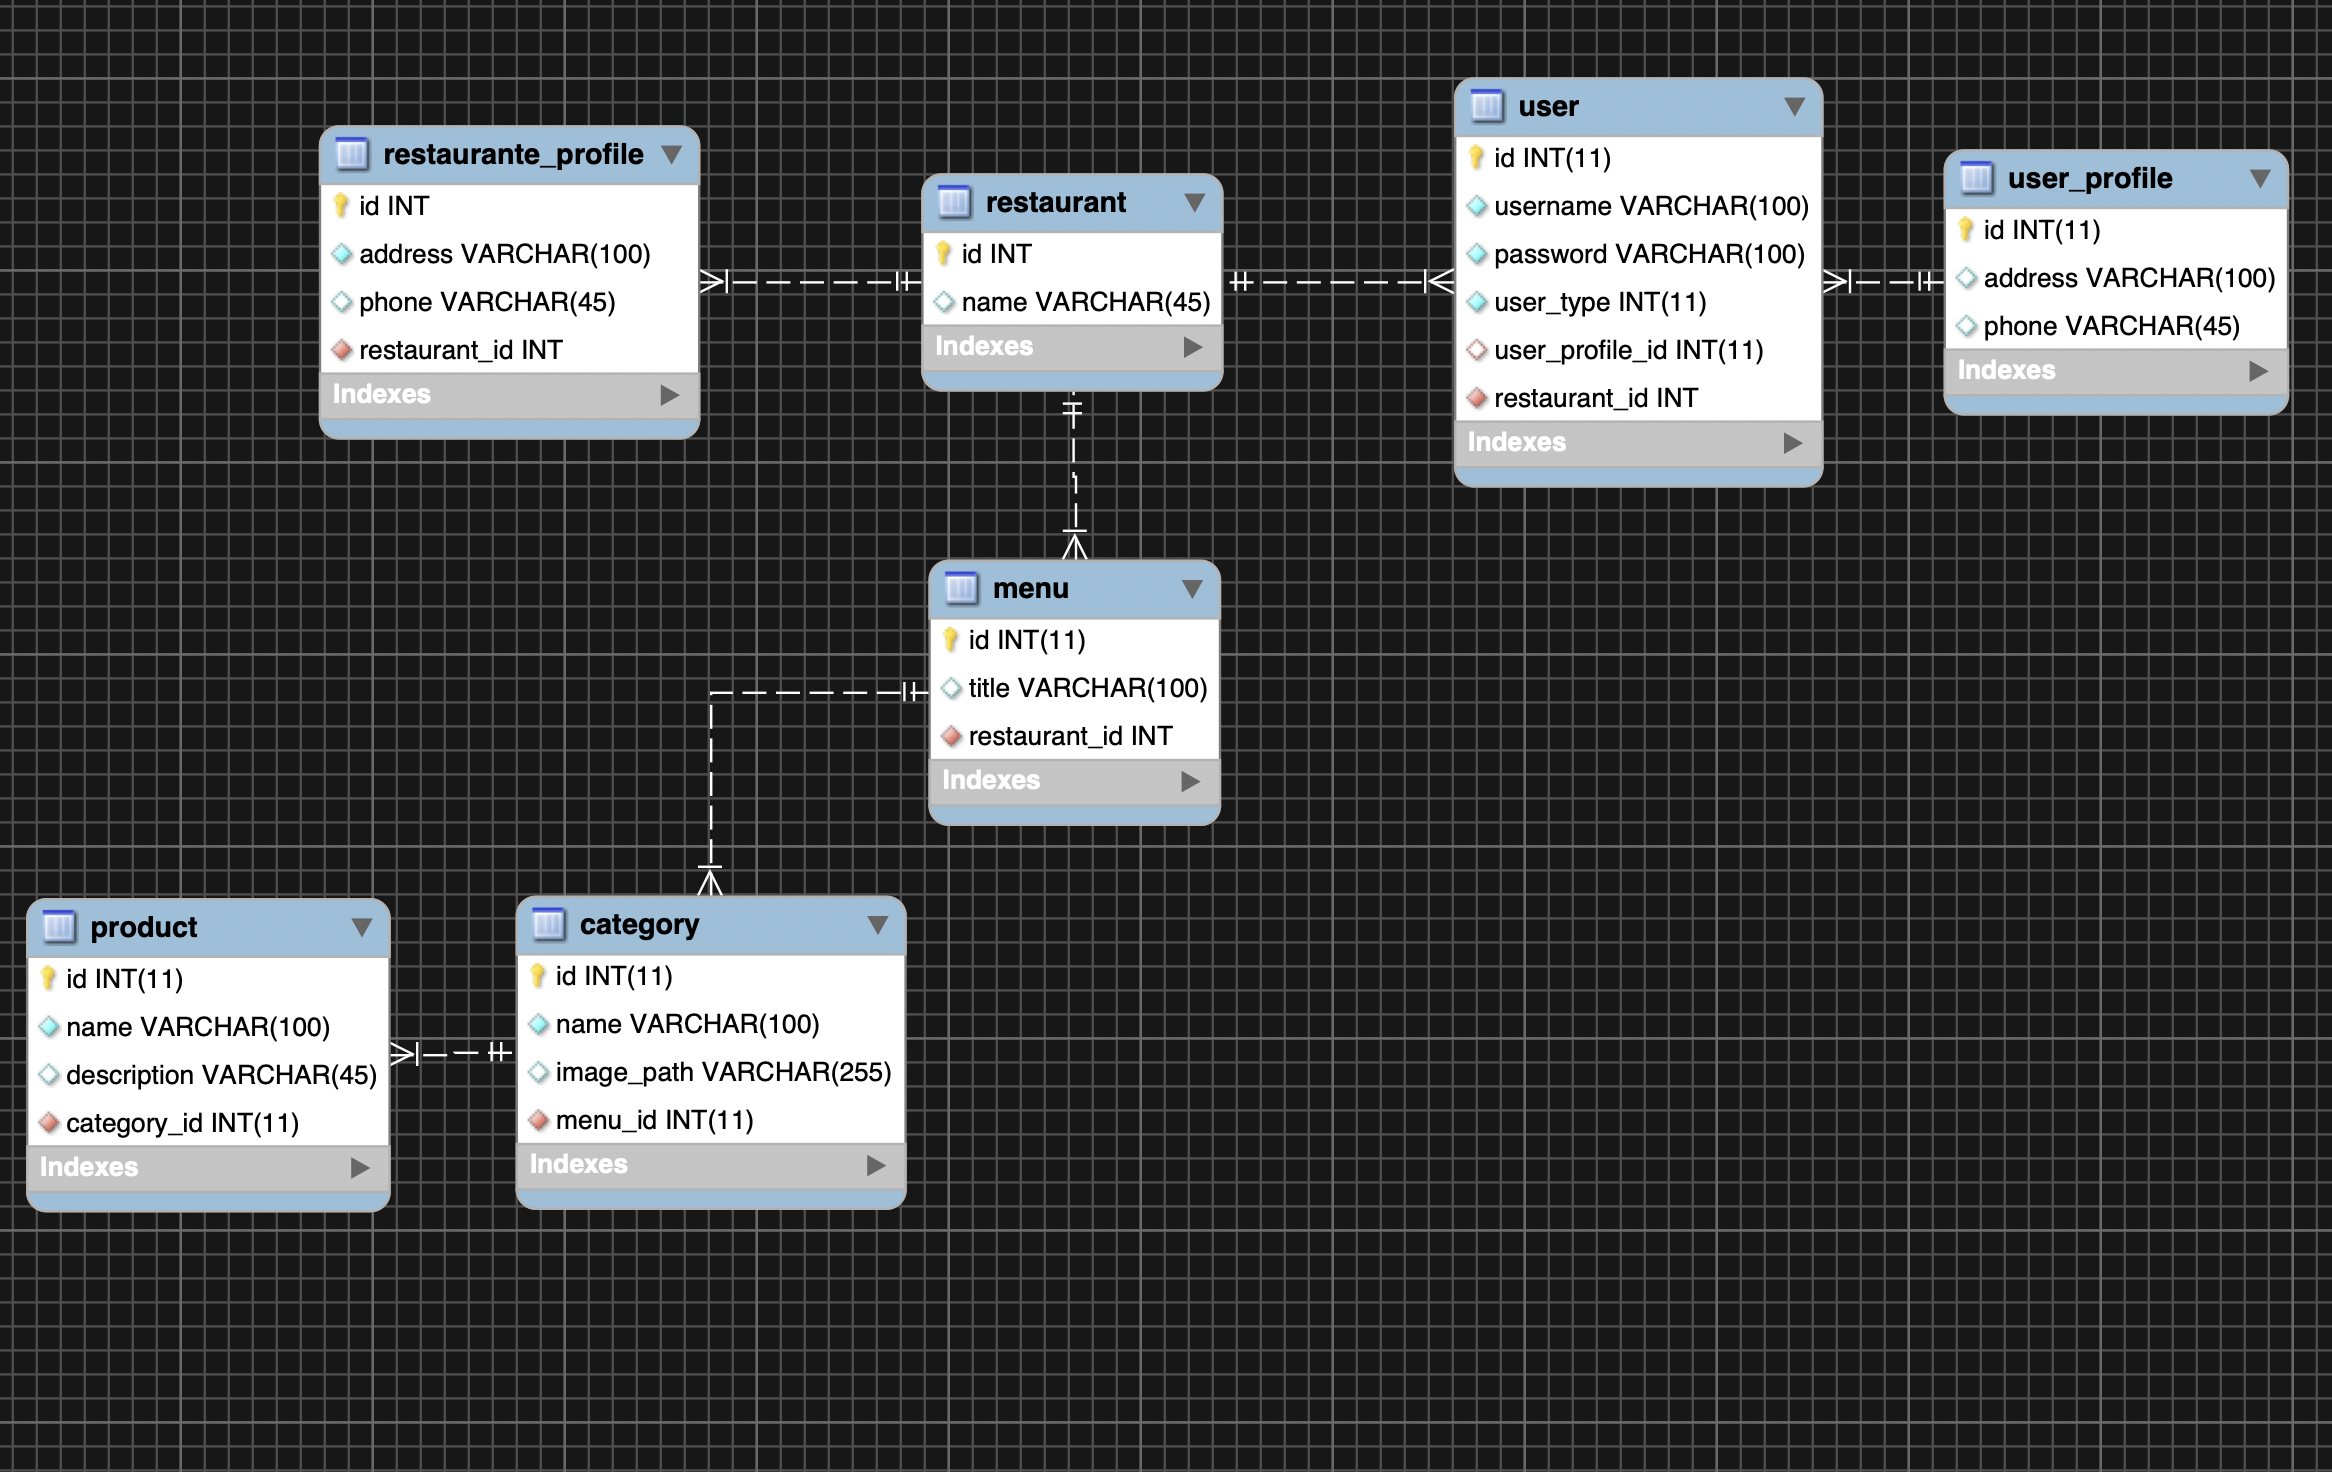 restaurante_profile
id INT
address VARCHAR(100)
phone VARCHAR(45)
restaurant_id INT
Indexes
restaurant
id INT
name VARCHAR(45)
Indexes
user
id INT(11)
username VARCHAR(100)
password VARCHAR(100)
user_type INT(11)
user_profile_id INT(11)
restaurant_id INT
Indexes
user_profile
id INT(11)
address VARCHAR(100)
phone VARCHAR(45)
Indexes
menu
id INT(11)
title VARCHAR(100)
restaurant_id INT
Indexes
product
id INT(11)
name VARCHAR(100)
description VARCHAR(45)
category_id INT(11)
Indexes
category
id INT(11)
name VARCHAR(100)
image_path VARCHAR(255)
menu_id INT(11)
Indexes